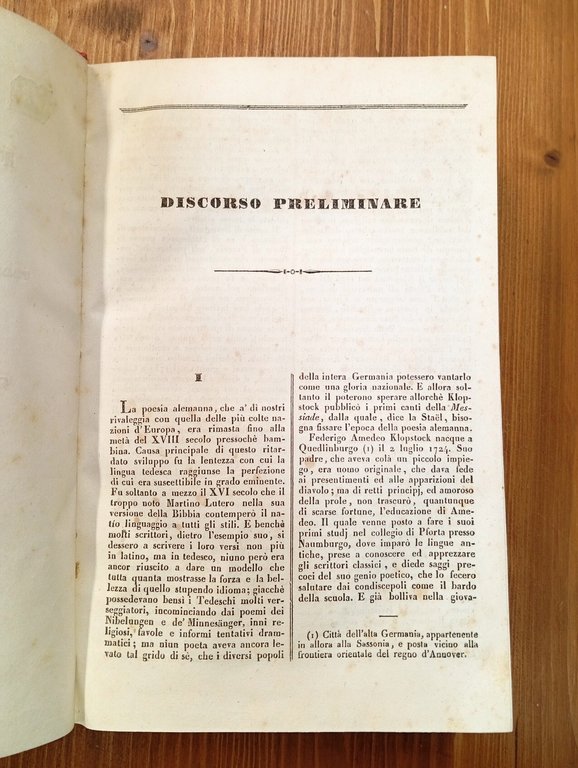 DISCORSO PRELIMINARE
I
La poesia alemanna, che a' dì nostri
rivaleggia con quella delle più colte na-
zioni d'Europa, era rimasta fino alla
metà del XVIII secolo pressochè bam-
bina. Causa principale di questo ritar-
dato sviluppo fu la lentezza con cui la
lingua tedesca raggiunse la perfezione
di cui era suscettibile in grado eminente.
Fu soltanto a mezzo il XVI secolo che il
troppo noto Martino Lutero nella sua
versione della Bibbia contemperò il na-
tìo linguaggio a tutti gli stili. E benchè
molti scrittori, dietro l'esempio suo, si
dessero a scrivere i loro versi non più
in latino, ma in tedesco, niuno però era
ancor riuscito a dare un modello che
tutta quanta mostrasse la forza e la bel-
lezza di quello stupendo idioma; giacchè
possedevano bensì i Tedeschi molti ver-
seggiatori, incominciando dai poemi dei
Nibelungen e de' Minnesänger, inni re-
ligiosi, favole e informi tentativi dram-
matici; ma niun poeta aveva ancora le-
vato tal grido di sè, che i diversi popoli
della intera Germania potessero vantarlo
come una gloria nazionale. E allora sol-
tanto il poterono sperare allorchè Klop-
stock pubblicò i primi canti della Mes-
siade, dalla quale, dice la Staël, biso-
gna fissare l'epoca della poesia alemanna.
Federigo Amedeo Klopstock nacque a
Quedlinburgo (1) il 2 luglio 1724. Suo
padre, che aveva colà un piccolo impie-
go, era uomo originale, che dava fede
ai presentimenti ed alle apparizioni del
diavolo; ma di retti principj, ed amoroso
della prole, non trascurò, quantunque
di scarse fortune, l'educazione di Ame-
deo. Il quale venne posto a fare i suoi
primi studj nel collegio di Pforta presso
Naumburgo, dove imparò le lingue an-
tiche, prese a conoscere ed apprezzare
gli scrittori classici, e diede saggi pre-
coci del suo genio poetico, che lo fecero
salutare dai condiscepoli come il bardo
della scuola. E già bolliva nella giova-
(1) Città dell'alta Germania, appartenente
in allora alla Sassonia, e posta vicino alla
frontiera orientale del regno d'Annover.